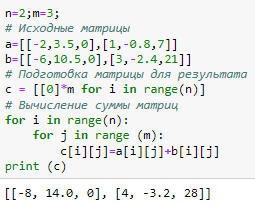 n=2;m=3;
# Исходные матрицы
a=[[-2,3.5,0],[1,-0.8,7]]
b=[[-6,10.5,0],[3,-2.4,21]]
# Подготовка матрицы для результата
c = [[0]*m for i in range(n)]
# Вычисление суммы матриц
for i in range(n):
    for j in range (m):
        c[i][j]=a[i][j]+b[i][j]
print (c)
[[-8, 14.0, 0], [4, -3.2, 28]]